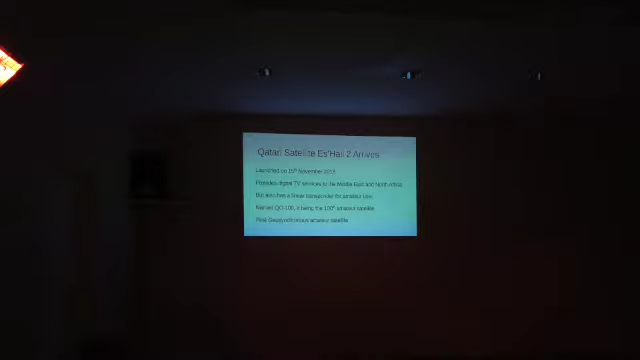 Qatari Satellite Es'Hail 2 Arrives
Launched on 15th November 2018
Provides digital TV services to the Middle East and North Africa
But also has a linear transponder for amateur use
Named QO-100, it being the 100th amateur satellite
First Geosynchronous amateur satellite